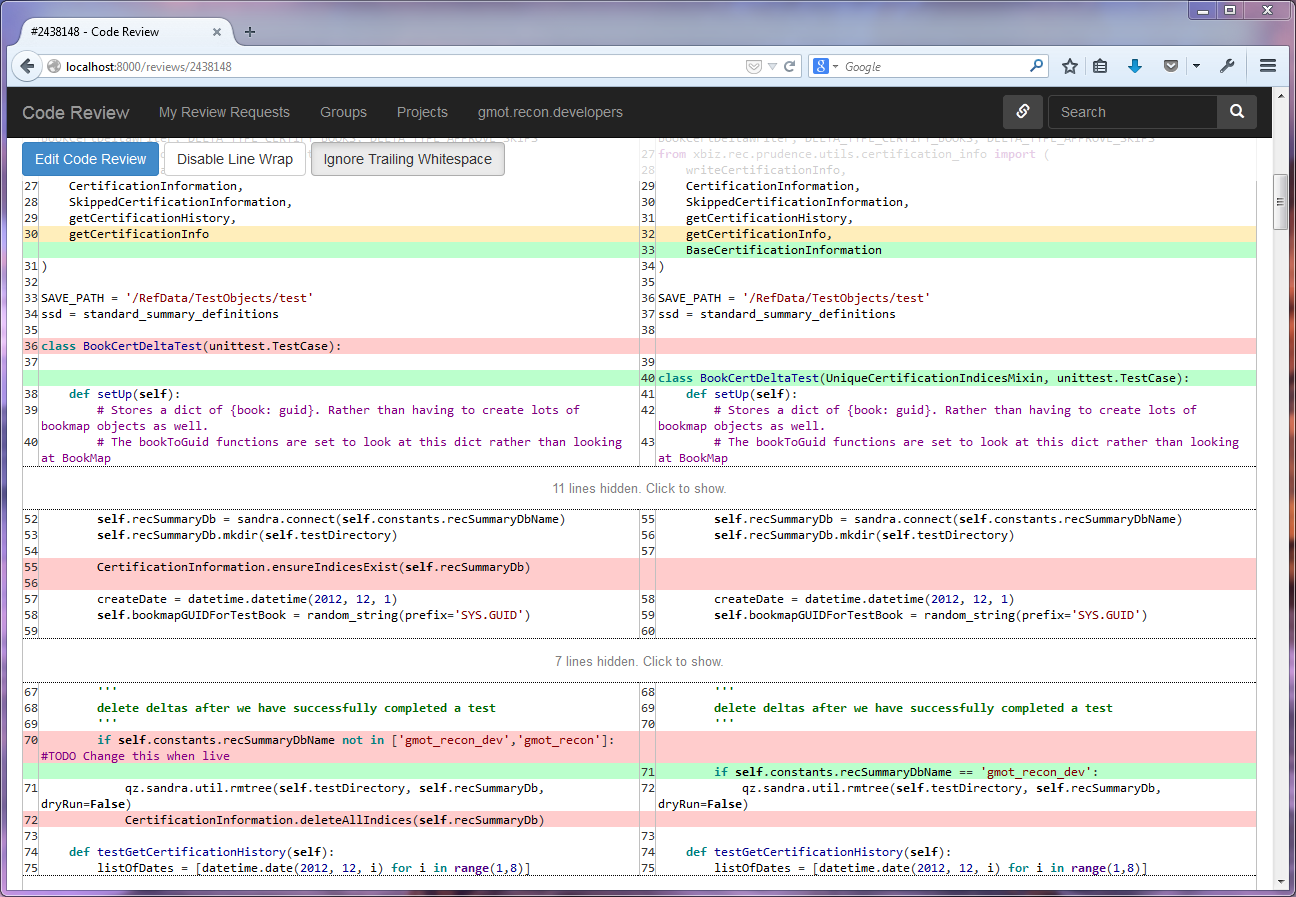 #2438148 - Code Review
localhost:8000/reviews/2438148
Google
Code Review My Review Requests Groups Projects gmot.recon.developers Search
Edit Code Review Disable Line Wrap Ignore Trailing Whitespace
BookCertDeltaWriter, DELTA_TYPE_CERTIFY_BOOKS, DELTA_TYPE_APPROVE_SKIPS
27 from xbiz.rec.prudence.utils.certification_info import (
28 writeCertificationInfo,
27 CertificationInformation, 29 CertificationInformation,
28 SkippedCertificationInformation, 30 SkippedCertificationInformation,
29 getCertificationHistory, 31 getCertificationHistory,
30 getCertificationInfo 32 getCertificationInfo,
33 BaseCertificationInformation
31 ) 34 )
32 35
33 SAVE_PATH = '/RefData/TestObjects/test' 36 SAVE_PATH = '/RefData/TestObjects/test'
34 ssd = standard_summary_definitions 37 ssd = standard_summary_definitions
35 38
36 class BookCertDeltaTest(unittest.TestCase):
37 39
40 class BookCertDeltaTest(UniqueCertificationIndicesMixin, unittest.TestCase):
38 def setUp(self): 41 def setUp(self):
39 # Stores a dict of {book: guid}. Rather than having to create lots of 42 # Stores a dict of {book: guid}. Rather than having to create lots of
bookmap objects as well. bookmap objects as well.
40 # The bookToGuid functions are set to look at this dict rather than looking 43 # The bookToGuid functions are set to look at this dict rather than looking
at BookMap at BookMap
11 lines hidden. Click to show.
52 self.recSummaryDb = sandra.connect(self.constants.recSummaryDbName) 55 self.recSummaryDb = sandra.connect(self.constants.recSummaryDbName)
53 self.recSummaryDb.mkdir(self.testDirectory) 56 self.recSummaryDb.mkdir(self.testDirectory)
54 57
55 CertificationInformation.ensureIndicesExist(self.recSummaryDb)
56
57 createDate = datetime.datetime(2012, 12, 1) 58 createDate = datetime.datetime(2012, 12, 1)
58 self.bookmapGUIDForTestBook = random_string(prefix='SYS.GUID') 59 self.bookmapGUIDForTestBook = random_string(prefix='SYS.GUID')
59 60
7 lines hidden. Click to show.
67 ''' 68 '''
68 delete deltas after we have successfully completed a test 69 delete deltas after we have successfully completed a test
69 ''' 70 '''
70 if self.constants.recSummaryDbName not in ['gmot_recon_dev','gmot_recon']:
#TODO Change this when live
71 if self.constants.recSummaryDbName == 'gmot_recon_dev':
71 qz.sandra.util.rmtree(self.testDirectory, self.recSummaryDb, 72 qz.sandra.util.rmtree(self.testDirectory, self.recSummaryDb,
dryRun=False) dryRun=False)
72 CertificationInformation.deleteAllIndices(self.recSummaryDb)
73 73
74 def testGetCertificationHistory(self): 74 def testGetCertificationHistory(self):
75 listOfDates = [datetime.date(2012, 12, i) for i in range(1,8)] 75 listOfDates = [datetime.date(2012, 12, i) for i in range(1,8)]